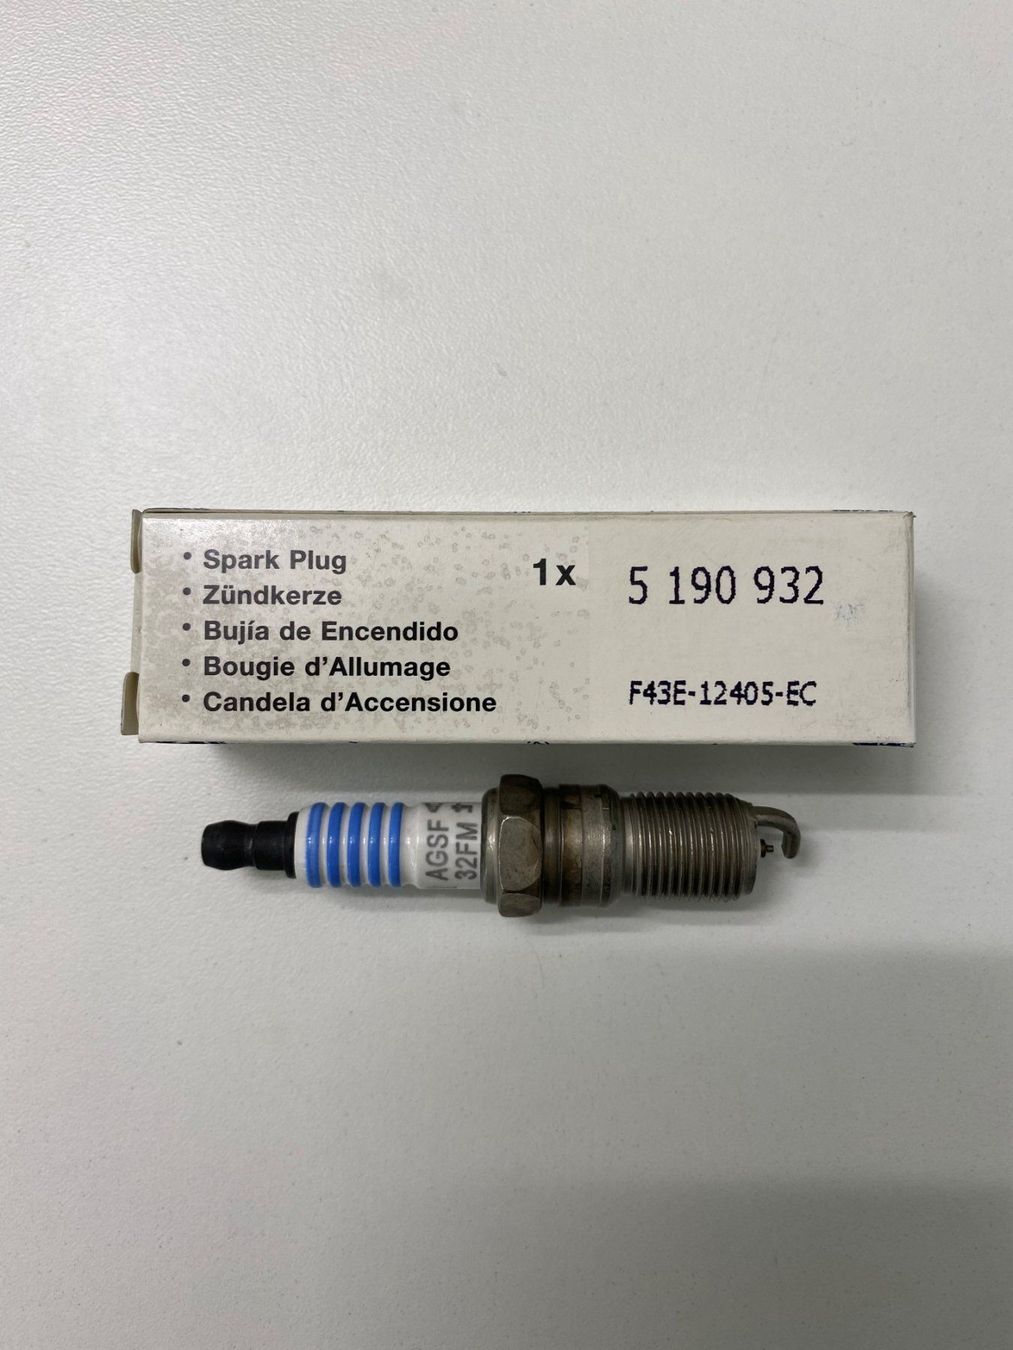 • Spark Plug
• Zündkerze
• Bujía de Encendido
• Bougie d'Allumage
• Candela d'Accensione
1x
5 190 932
F43E-12405-EC
AGSF
32FM